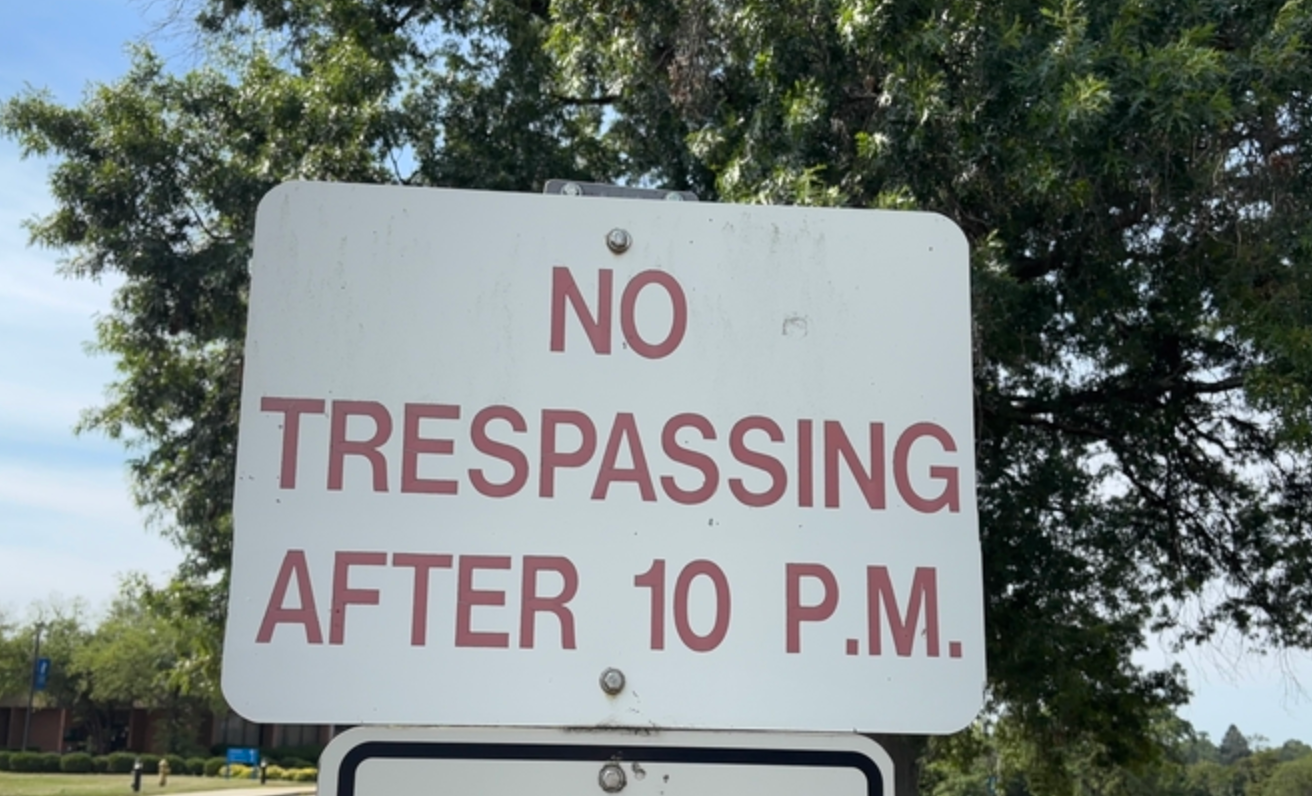 NO
TRESPASSING
AFTER 10 P.M.